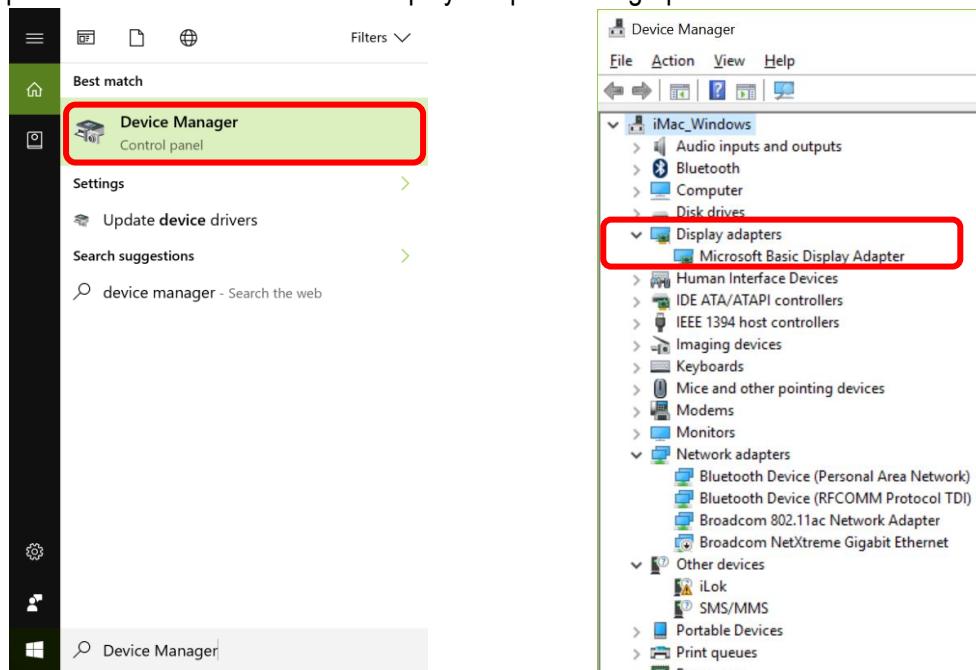 Filters
Best match
Device Manager
Control panel
Settings
Update device drivers
Search suggestions
device manager - Search the web
Device Manager
Device Manager
File Action View Help
iMac_Windows
Audio inputs and outputs
Bluetooth
Computer
Disk drives
Display adapters
Microsoft Basic Display Adapter
Human Interface Devices
IDE ATA/ATAPI controllers
IEEE 1394 host controllers
Imaging devices
Keyboards
Mice and other pointing devices
Modems
Monitors
Network adapters
Bluetooth Device (Personal Area Network)
Bluetooth Device (RFCOMM Protocol TDI)
Broadcom 802.11ac Network Adapter
Broadcom NetXtreme Gigabit Ethernet
Other devices
iLok
SMS/MMS
Portable Devices
Print queues